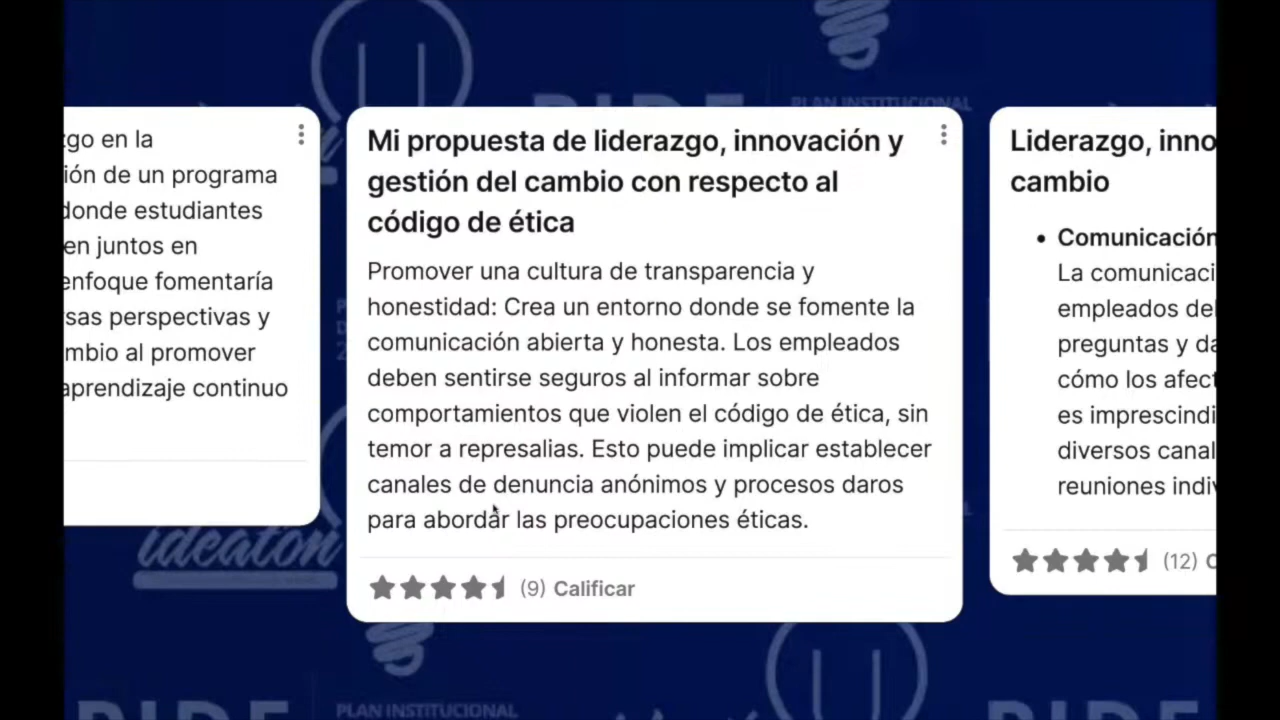 PLAN INSTITUCIONAL
zgo en la
ión de un programa
donde estudiantes
en juntos en
enfoque fomentaría
sas perspectivas y
mbio al promover
aprendizaje continuo
Mi propuesta de liderazgo, innovación y
gestión del cambio con respecto al
código de ética
Promover una cultura de transparencia y
honestidad: Crea un entorno donde se fomente la
comunicación abierta y honesta. Los empleados
deben sentirse seguros al informar sobre
comportamientos que violen el código de ética, sin
temor a represalias. Esto puede implicar establecer
canales de denuncia anónimos y procesos daros
para abordar las preocupaciones éticas.
(9) Calificar
Liderazgo, inno
cambio
• Comunicación
La comunicaci
empleados del
preguntas y da
cómo los afect
es imprescindi
diversos canal
reuniones indiv
(12) C
ideaton
PIDE
PLAN INSTITUCIONAL